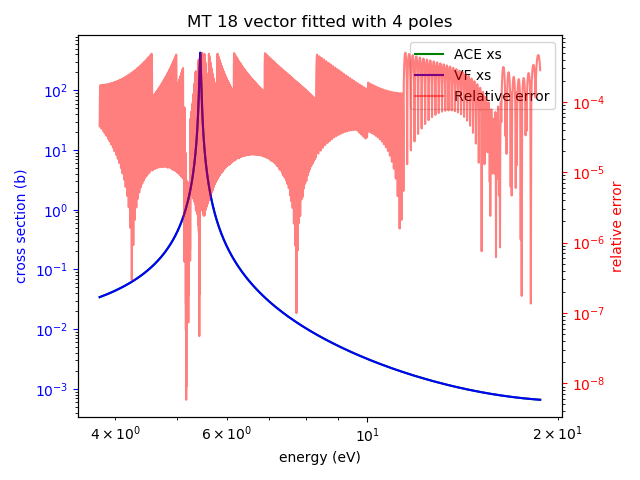 MT 18 vector fitted with 4 poles
ACE xs
VF xs
Relative error
10²
10¹
10⁰
10⁻¹
10⁻²
10⁻³
cross section (b)
10⁻⁴
10⁻⁵
10⁻⁶
10⁻⁷
10⁻⁸
relative error
4 × 10⁰
6 × 10⁰
10¹
2 × 10¹
energy (eV)